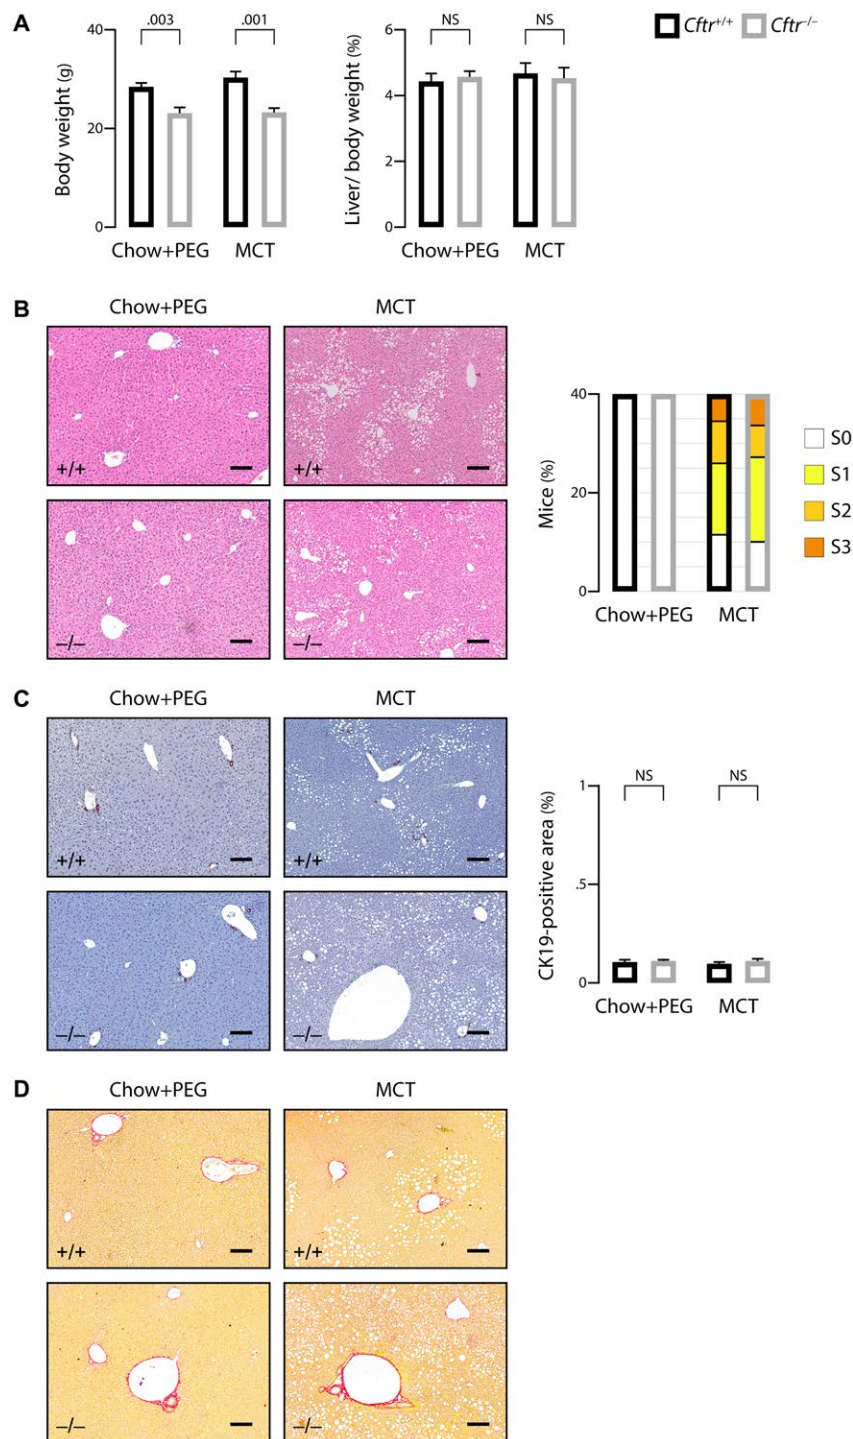 A
.003
.001
40
20
0
Body weight (g)
Chow+PEG MCT
NS NS
6
4
2
0
Liver/ body weight (%)
Chow+PEG MCT
Cftr+/+ Cftr−/−
B
Chow+PEG MCT
+/+ +/+
−/− −/−
40
20
0
Mice (%)
Chow+PEG MCT
S0
S1
S2
S3
C
Chow+PEG MCT
+/+ +/+
−/− −/−
NS NS
1
.5
0
CK19-positive area (%)
Chow+PEG MCT
D
Chow+PEG MCT
+/+ +/+
−/− −/−